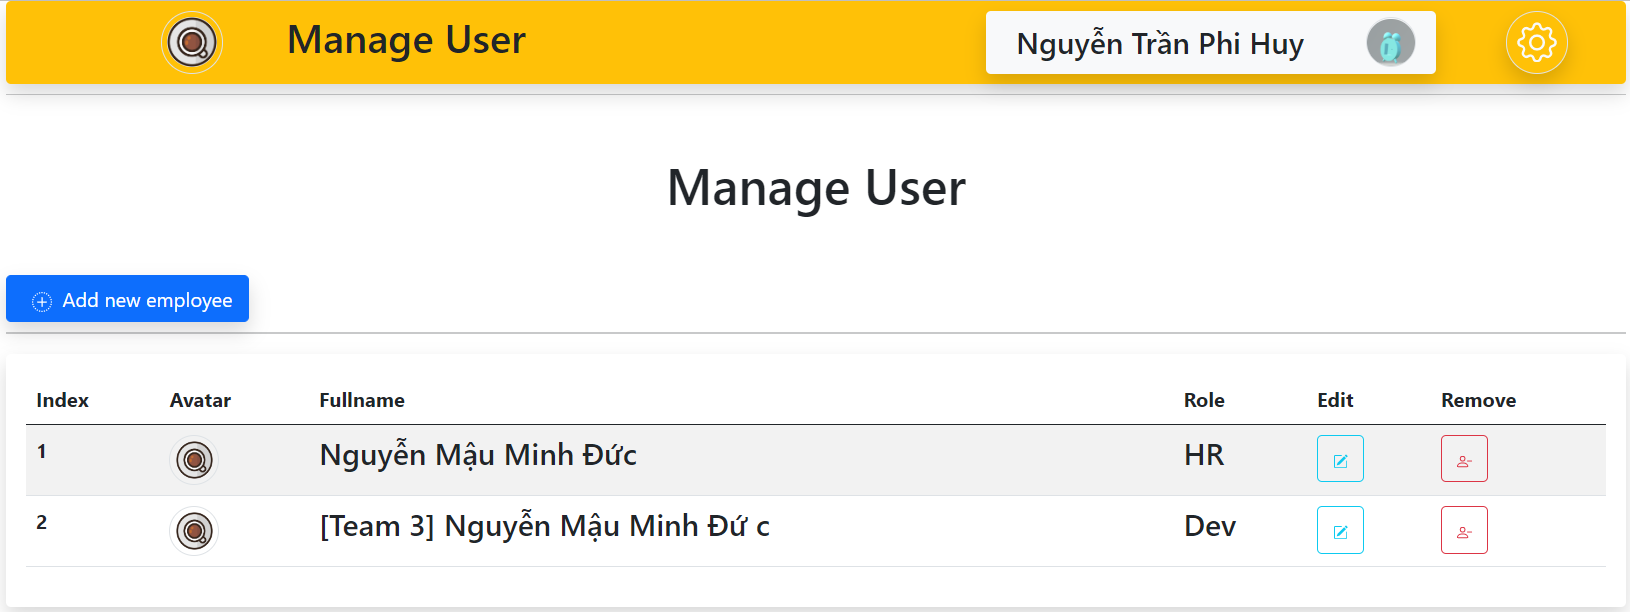 Manage User
Nguyễn Trần Phi Huy
Manage User
Add new employee
Index Avatar Fullname Role Edit Remove
1 Nguyễn Mậu Minh Đức HR
2 [Team 3] Nguyễn Mậu Minh Đứ c Dev